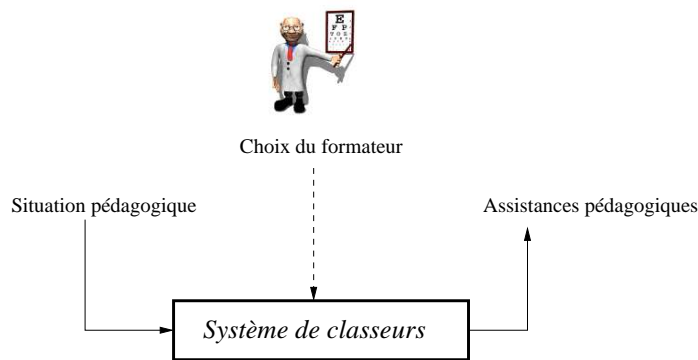 E
F P
T O Z
Choix du formateur
Situation pédagogique
Assistances pédagogiques
Système de classeurs